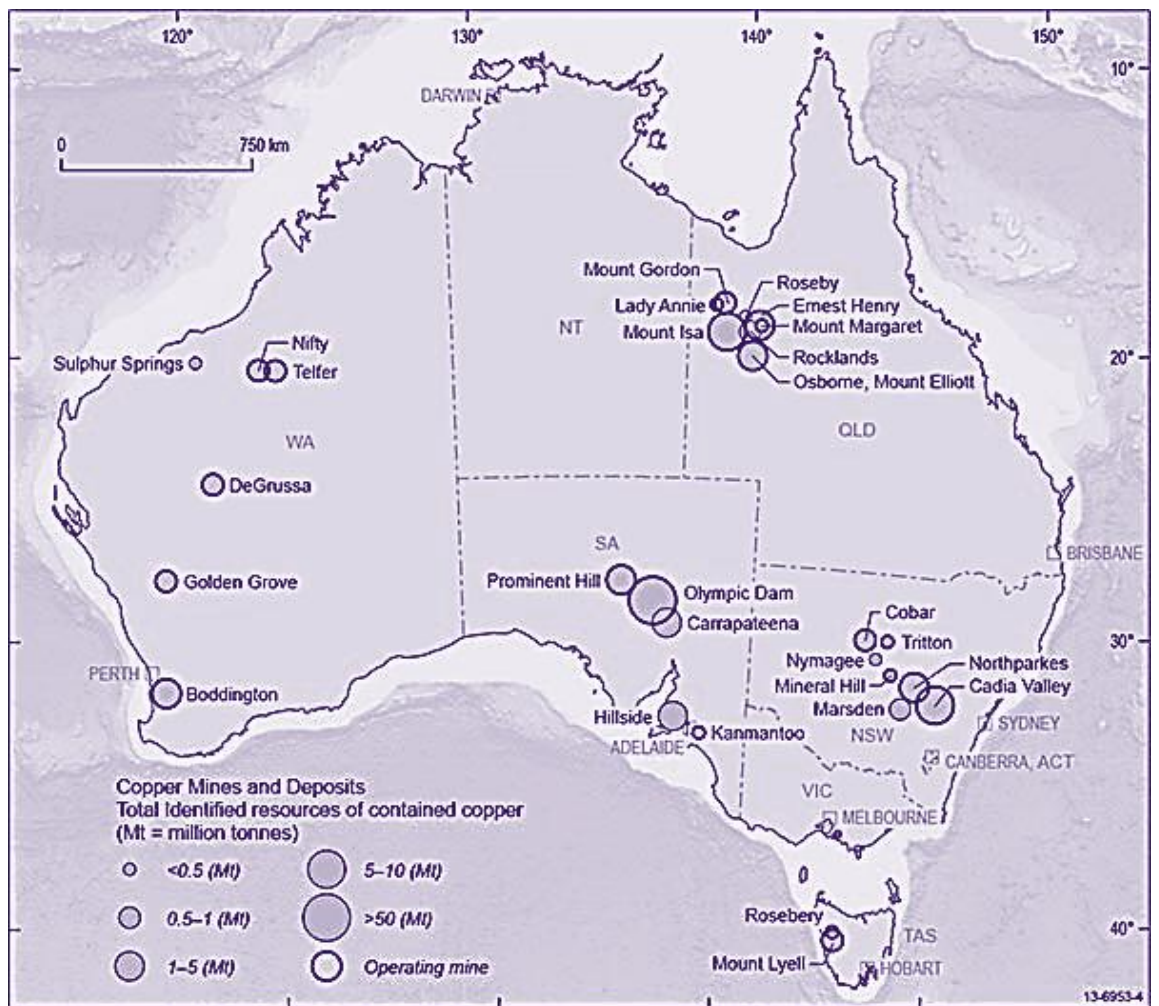 120°
130°
140°
150°
10°
DARWIN
0
750 km
Mount Gordon
Roseby
Lady Annie
Ernest Henry
Mount Isa
Mount Margaret
NT
Nifty
Sulphur Springs
Telfer
Rocklands
20°
Osborne, Mount Elliott
WA
QLD
DeGrussa
SA
BRISBANE
Prominent Hill
Golden Grove
Olympic Dam
Carrapateena
Cobar
Tritton
30°
Nymagee
Northparkes
PERTH
Mineral Hill
Boddington
Cadia Valley
Marsden
Hillside
Kanmantoo
NSW
SYDNEY
ADELAIDE
CANBERRA, ACT
VIC
MELBOURNE
Copper Mines and Deposits
Total Identified resources of contained copper
(Mt = million tonnes)
<0.5 (Mt)
5–10 (Mt)
0.5–1 (Mt)
>50 (Mt)
1–5 (Mt)
Operating mine
Rosebery
TAS
40°
Mount Lyell
HOBART
13-6953-4